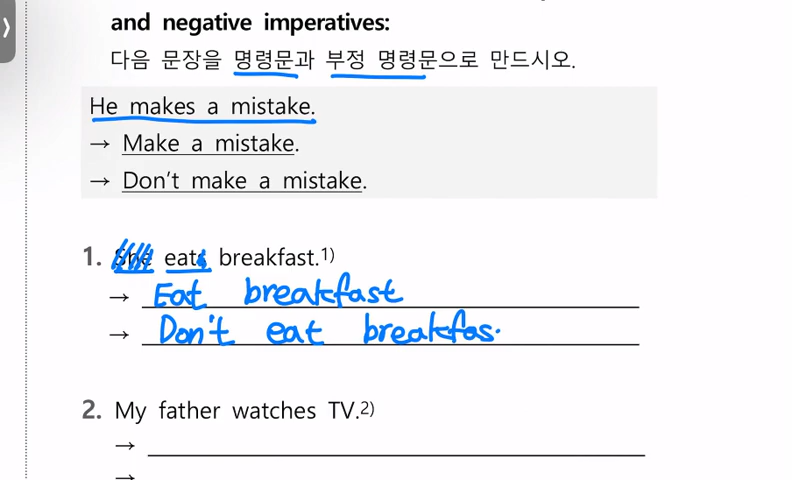 and negative imperatives:
다음 문장을 명령문과 부정 명령문으로 만드시오.
He makes a mistake.
→ Make a mistake.
→ Don't make a mistake.
1. She eats breakfast.1)
→ Eat breakfast
→ Don't eat breakfas.
2. My father watches TV.2)
→
→